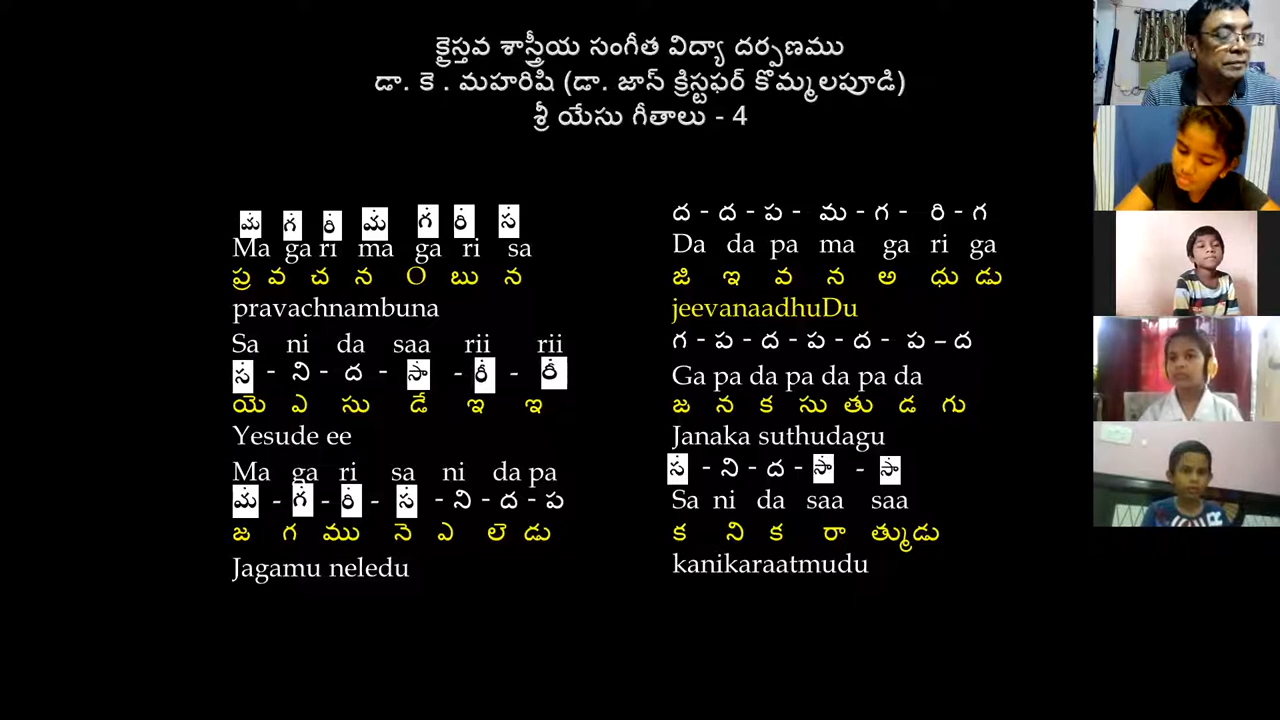 క్రైస్తవ శాస్త్రీయ సంగీత విద్యా దర్పణము
డా. కె . మహరిషి (డా. జాస్ క్రిస్టఫర్ కొమ్మలపూడి)
శ్రీ యేసు గీతాలు - 4
మ గ రి మ గ రి స
Ma ga ri ma ga ri sa
ప్ర వ చ న ం బు న
pravachnambuna
Sa ni da saa rii rii
స - ని - ద - సా - రీ - రీ
యె ఎ సు డే ఇ ఇ
Yesude ee
Ma ga ri sa ni da pa
మ - గ - రి - స - ని - ద - ప
జ గ ము నె ఎ లె డు
Jagamu neledu
ద - ద - ప - మ - గ - రి - గ
Da da pa ma ga ri ga
జి ఇ వ న అ ధు డు
jeevanaadhuDu
గ - ప - ద - ప - ద - ప – ద
Ga pa da pa da pa da
జ న క సు తు డ గు
Janaka suthudagu
స - ని - ద - సా - సా
Sa ni da saa saa
క ని క రా త్ముడు
kanikaraatmudu